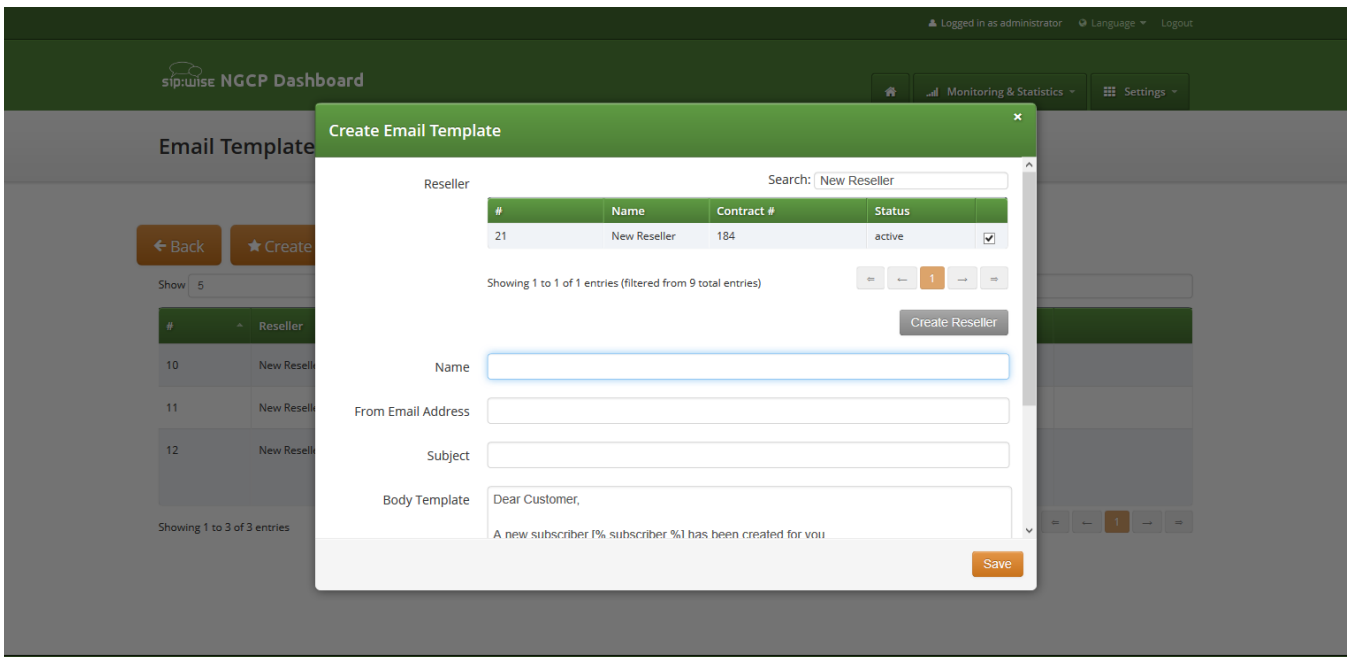 Logged in as administrator Language Logout
sip:wise NGCP Dashboard
Monitoring & Statistics Settings
Create Email Template
×
Email Template
Reseller
Search: New Reseller
# Name Contract # Status
21 New Reseller 184 active
Back Create
Showing 1 to 1 of 1 entries (filtered from 9 total entries)
⇐ ← 1 → ⇒
Show 5
Create Reseller
# Reseller
Name
10 New Resell
From Email Address
11 New Resell
Subject
12 New Resell
Body Template
Dear Customer,
A new subscriber [% subscriber %] has been created for you
Showing 1 to 3 of 3 entries
⇐ ← 1 → ⇒
Save